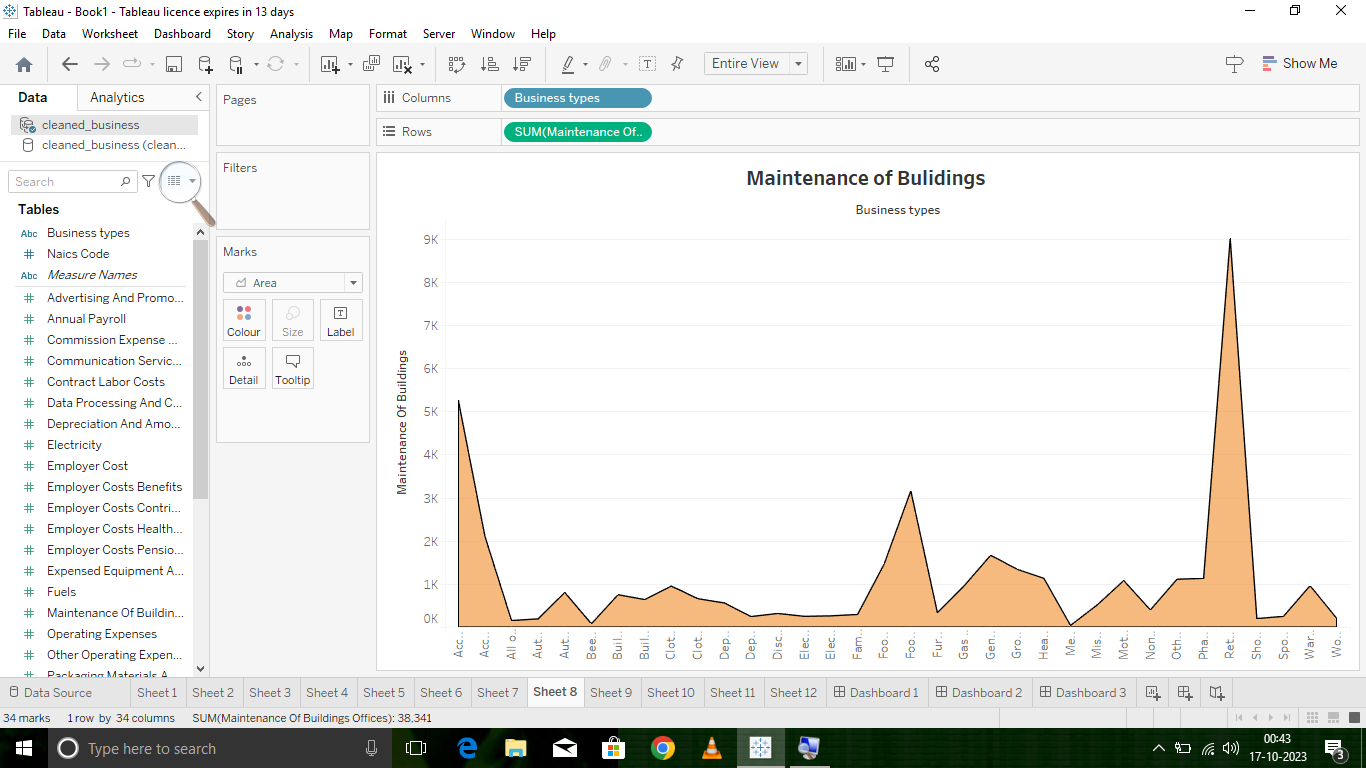 Tableau - Book1 - Tableau licence expires in 13 days
File Data Worksheet Dashboard Story Analysis Map Format Server Window Help
Entire View
Show Me
Data Analytics
cleaned_business
cleaned_business (clean...
Search
Tables
Abc Business types
# Naics Code
Abc Measure Names
# Advertising And Promo...
# Annual Payroll
# Commission Expense ...
# Communication Servic...
# Contract Labor Costs
# Data Processing And C...
# Depreciation And Amo...
# Electricity
# Employer Cost
# Employer Costs Benefits
# Employer Costs Contri...
# Employer Costs Health...
# Employer Costs Pensio...
# Expensed Equipment A...
# Fuels
# Maintenance Of Buildin...
# Operating Expenses
# Other Operating Expen...
Packaging Materials A
Pages
Filters
Marks
Area
Colour Size Label
Detail Tooltip
Columns Business types
Rows SUM(Maintenance Of..
Maintenance of Bulidings
Business types
Maintenance Of Buildings
9K
8K
7K
6K
5K
4K
3K
2K
1K
0K
Acc.. Acc.. All o.. Aut.. Aut.. Bee.. Buil.. Buil.. Clot.. Clot.. Dep.. Dep.. Disc.. Elec.. Elec.. Fam.. Foo.. Foo.. Fur.. Gas .. Gen.. Gro.. Hea.. Me.. Mis.. Mot.. Nonn.. Oth.. Pha.. Ret.. Sho.. Spo.. War.. Wo..
Data Source Sheet 1 Sheet 2 Sheet 3 Sheet 4 Sheet 5 Sheet 6 Sheet 7 Sheet 8 Sheet 9 Sheet 10 Sheet 11 Sheet 12 Dashboard 1 Dashboard 2 Dashboard 3
34 marks 1 row by 34 columns SUM(Maintenance Of Buildings Offices): 38,341
Type here to search
00:43
17-10-2023
3